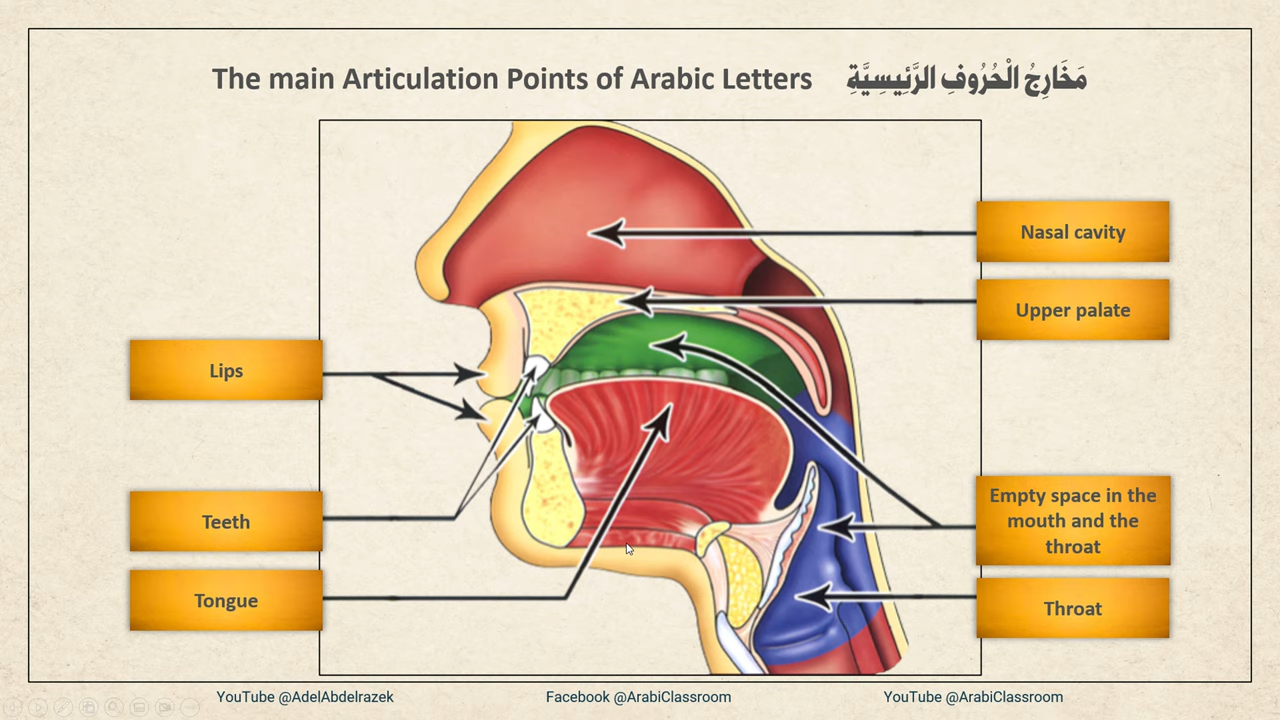 The main Articulation Points of Arabic Letters مَخَارِجُ الْحُرُوفِ الرَّئِيسِيَّةِ
Nasal cavity
Upper palate
Lips
Teeth
Tongue
Empty space in the
mouth and the
throat
Throat
YouTube @AdelAbdelrazek Facebook @ArabiClassroom YouTube @ArabiClassroom